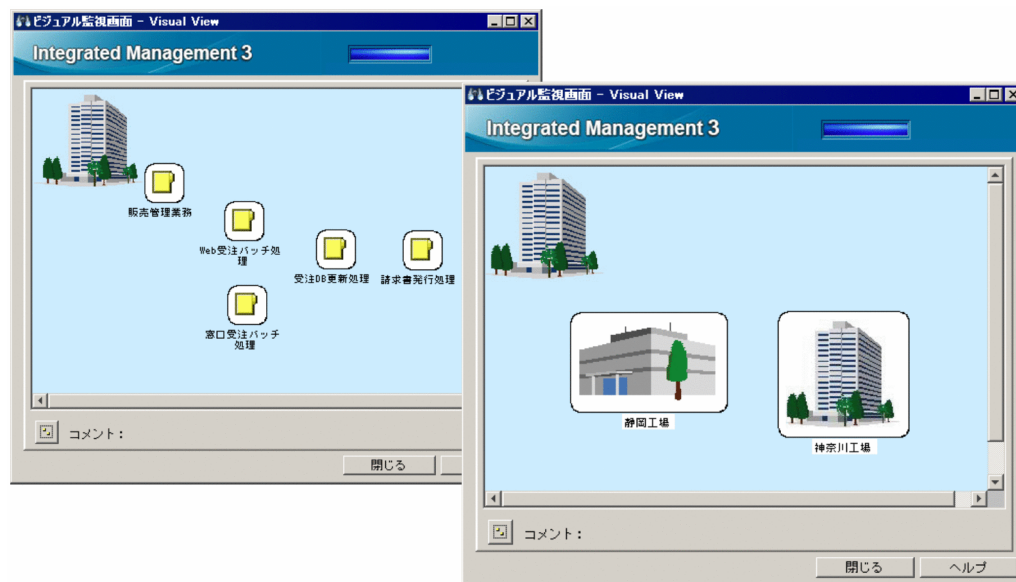 ビジュアル監視画面 - Visual View
Integrated Management 3
販売管理業務
Web受注バッチ処
理
受注DB更新処理
請求書発行処理
窓口受注バッチ
処理
コメント：
閉じる
ビジュアル監視画面 - Visual View
Integrated Management 3
静岡工場
神奈川工場
コメント：
閉じる
ヘルプ